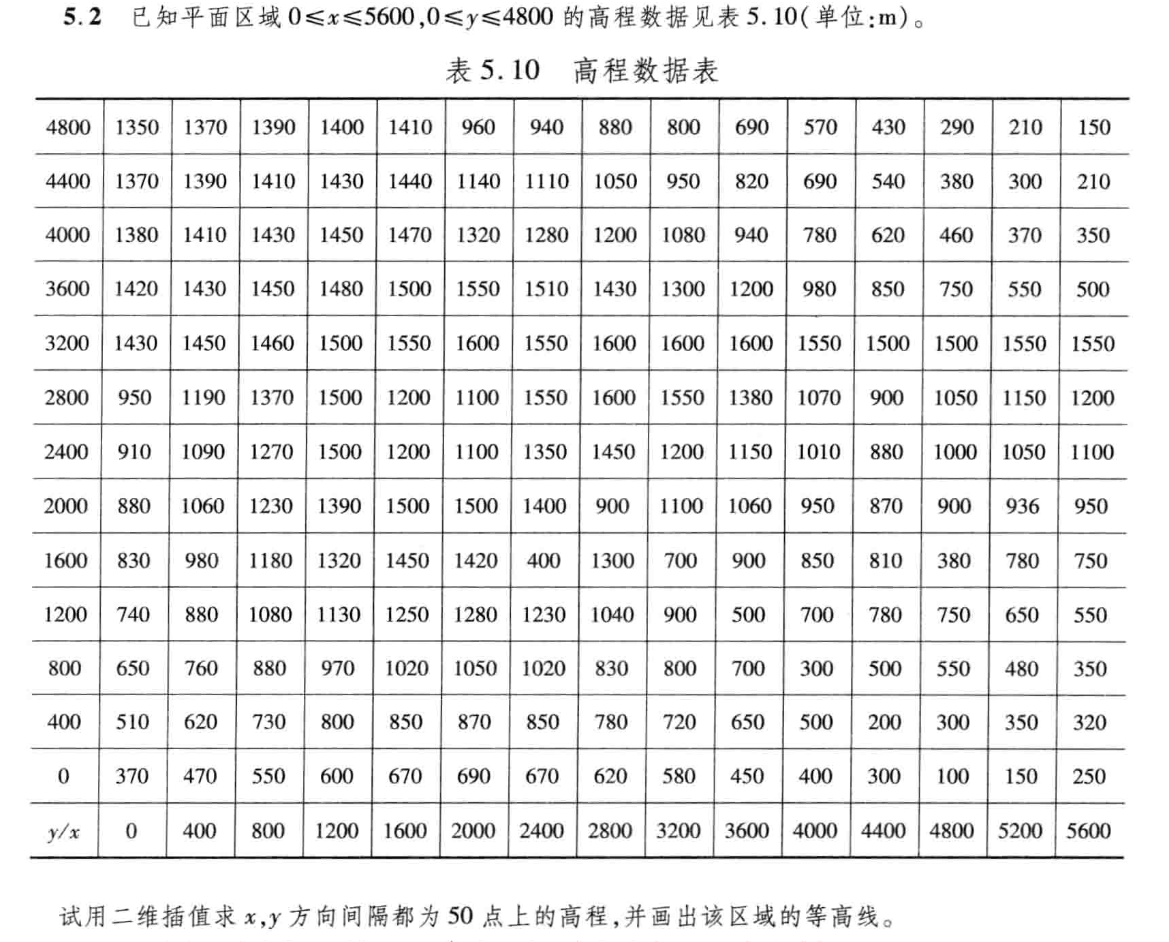 5.2 已知平面区域0≤x≤5600,0≤y≤4800的高程数据见表5.10(单位:m)。
表5.10 高程数据表
4800 1350 1370 1390 1400 1410 960 940 880 800 690 570 430 290 210 150
4400 1370 1390 1410 1430 1440 1140 1110 1050 950 820 690 540 380 300 210
4000 1380 1410 1430 1450 1470 1320 1280 1200 1080 940 780 620 460 370 350
3600 1420 1430 1450 1480 1500 1550 1510 1430 1300 1200 980 850 750 550 500
3200 1430 1450 1460 1500 1550 1600 1550 1600 1600 1600 1550 1500 1500 1550 1550
2800 950 1190 1370 1500 1200 1100 1550 1600 1550 1380 1070 900 1050 1150 1200
2400 910 1090 1270 1500 1200 1100 1350 1450 1200 1150 1010 880 1000 1050 1100
2000 880 1060 1230 1390 1500 1500 1400 900 1100 1060 950 870 900 936 950
1600 830 980 1180 1320 1450 1420 400 1300 700 900 850 810 380 780 750
1200 740 880 1080 1130 1250 1280 1230 1040 900 500 700 780 750 650 550
800 650 760 880 970 1020 1050 1020 830 800 700 300 500 550 480 350
400 510 620 730 800 850 870 850 780 720 650 500 200 300 350 320
0 370 470 550 600 670 690 670 620 580 450 400 300 100 150 250
y/x 0 400 800 1200 1600 2000 2400 2800 3200 3600 4000 4400 4800 5200 5600
试用二维插值求x,y方向间隔都为50点上的高程,并画出该区域的等高线。